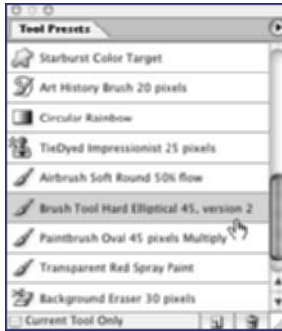 Tool Presets
Starburst Color Target
Art History Brush 20 pixels
Circular Rainbow
TieDyed Impressionist 25 pixels
Airbrush Soft Round 50% flow
Brush Tool Hard Elliptical 45, version 2
Paintbrush Oval 45 pixels Multiply
Transparent Red Spray Paint
Background Eraser 30 pixels
Current Tool Only